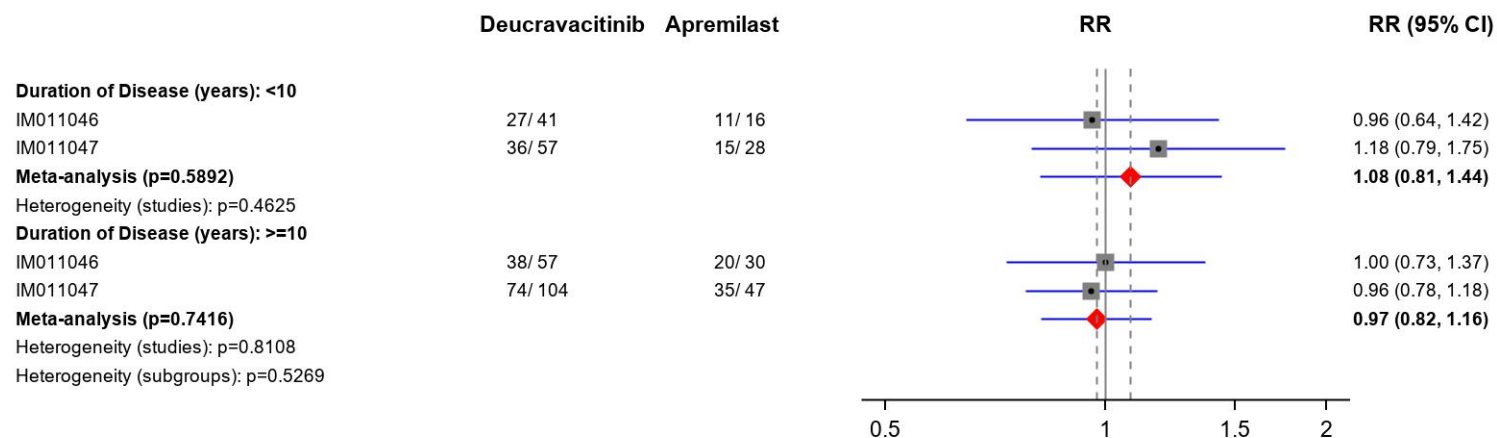 Deucravacitinib Apremilast RR RR (95% CI)
Duration of Disease (years): <10
IM011046 27/ 41 11/ 16 0.96 (0.64, 1.42)
IM011047 36/ 57 15/ 28 1.18 (0.79, 1.75)
Meta-analysis (p=0.5892) 1.08 (0.81, 1.44)
Heterogeneity (studies): p=0.4625
Duration of Disease (years): >=10
IM011046 38/ 57 20/ 30 1.00 (0.73, 1.37)
IM011047 74/ 104 35/ 47 0.96 (0.78, 1.18)
Meta-analysis (p=0.7416) 0.97 (0.82, 1.16)
Heterogeneity (studies): p=0.8108
Heterogeneity (subgroups): p=0.5269
0.5 1 1.5 2